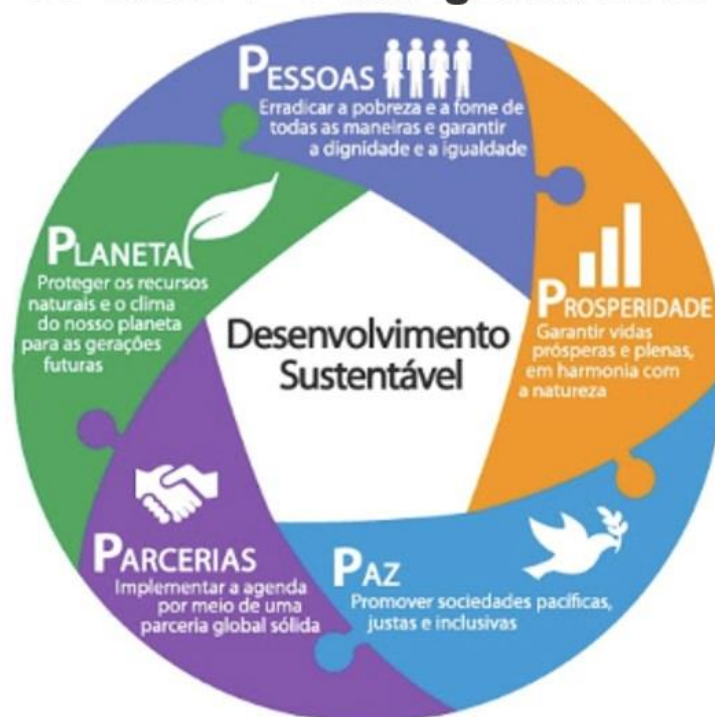 PESSOAS
Erradicar a pobreza e a fome de
todas as maneiras e garantir
a dignidade e a igualdade
PLANETA
Proteger os recursos
naturais e o clima
do nosso planeta
para as gerações
futuras
PROSPERIDADE
Garantir vidas
prósperas e plenas,
em harmonia com
a natureza
Desenvolvimento
Sustentável
PARCERIAS
Implementar a agenda
por meio de uma
parceria global sólida
PAZ
Promover sociedades pacíficas,
justas e inclusivas